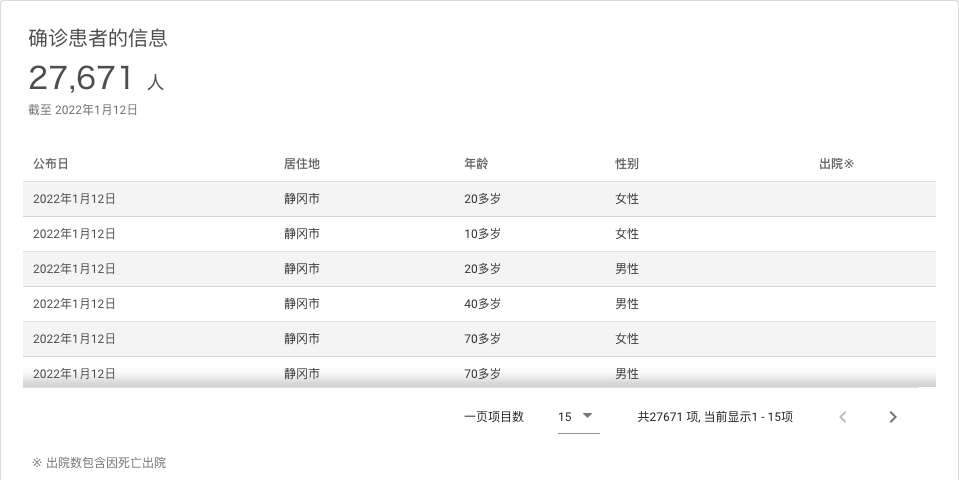 确诊患者的信息
27,671 人
截至 2022年1月12日
公布日 居住地 年龄 性别 出院※
2022年1月12日 静冈市 20多岁 女性
2022年1月12日 静冈市 10多岁 女性
2022年1月12日 静冈市 20多岁 男性
2022年1月12日 静冈市 40多岁 男性
2022年1月12日 静冈市 70多岁 女性
2022年1月12日 静冈市 70多岁 男性
一页项目数 15 共27671 项, 当前显示1 - 15项
※ 出院数包含因死亡出院